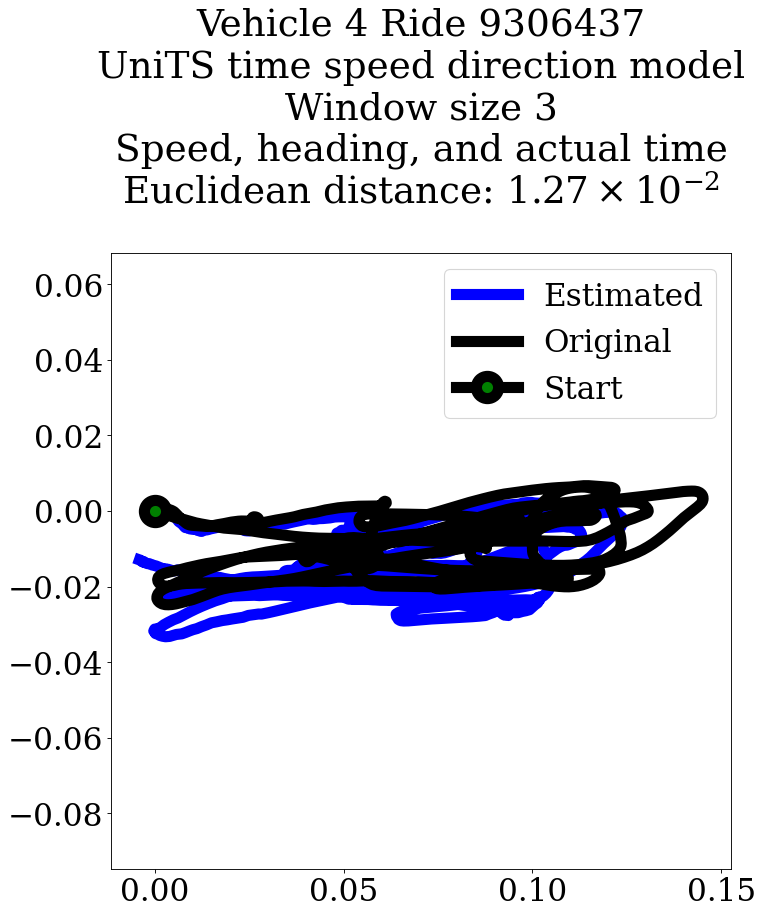 Vehicle 4 Ride 9306437
UniTS time speed direction model
Window size 3
Speed, heading, and actual time
Euclidean distance: 1.27 × 10⁻²
Estimated
Original
Start
0.06
0.04
0.02
0.00
−0.02
−0.04
−0.06
−0.08
0.00 0.05 0.10 0.15